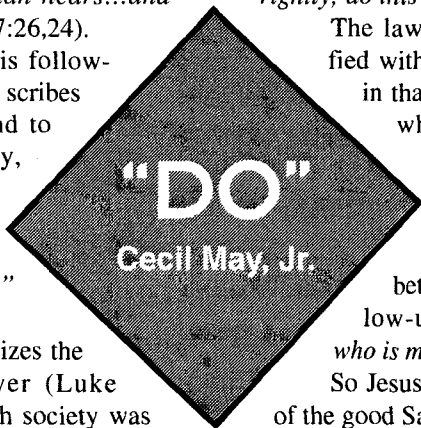 hears...and
7:26,24).
is follow-
scribes
nd to
y,
”
izes the
ver (Luke
h society was
“DO”
Cecil May, Jr.
rightly, do this
The law
fied with
in tha
wh
bet
low-u
who is m
So Jesus
of the good Sa